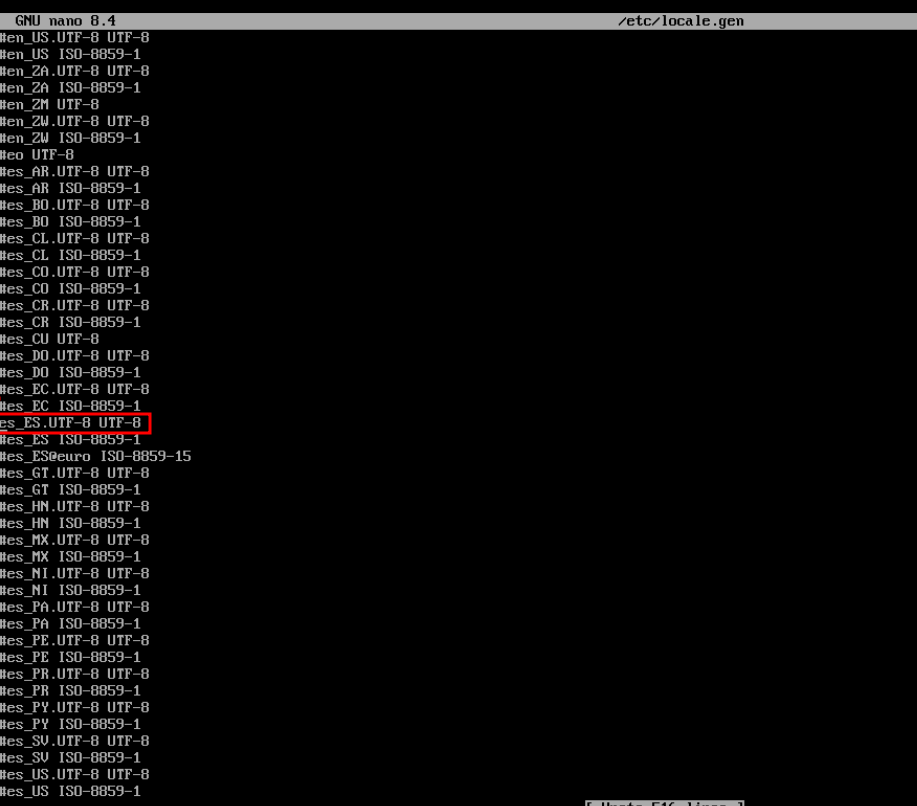 GNU nano 8.4 /etc/locale.gen
#en_US.UTF-8 UTF-8
#en_US ISO-8859-1
#en_ZA.UTF-8 UTF-8
#en_ZA ISO-8859-1
#en_ZM UTF-8
#en_ZW.UTF-8 UTF-8
#en_ZW ISO-8859-1
#eo UTF-8
#es_AR.UTF-8 UTF-8
#es_AR ISO-8859-1
#es_BO.UTF-8 UTF-8
#es_BO ISO-8859-1
#es_CL.UTF-8 UTF-8
#es_CL ISO-8859-1
#es_CO.UTF-8 UTF-8
#es_CO ISO-8859-1
#es_CR.UTF-8 UTF-8
#es_CR ISO-8859-1
#es_CU UTF-8
#es_DO.UTF-8 UTF-8
#es_DO ISO-8859-1
#es_EC.UTF-8 UTF-8
#es_EC ISO-8859-1
es_ES.UTF-8 UTF-8
#es_ES ISO-8859-1
#es_ES@euro ISO-8859-15
#es_GT.UTF-8 UTF-8
#es_GT ISO-8859-1
#es_HN.UTF-8 UTF-8
#es_HN ISO-8859-1
#es_MX.UTF-8 UTF-8
#es_MX ISO-8859-1
#es_NI.UTF-8 UTF-8
#es_NI ISO-8859-1
#es_PA.UTF-8 UTF-8
#es_PA ISO-8859-1
#es_PE.UTF-8 UTF-8
#es_PE ISO-8859-1
#es_PR.UTF-8 UTF-8
#es_PR ISO-8859-1
#es_PY.UTF-8 UTF-8
#es_PY ISO-8859-1
#es_SV.UTF-8 UTF-8
#es_SV ISO-8859-1
#es_US.UTF-8 UTF-8
#es_US ISO-8859-1